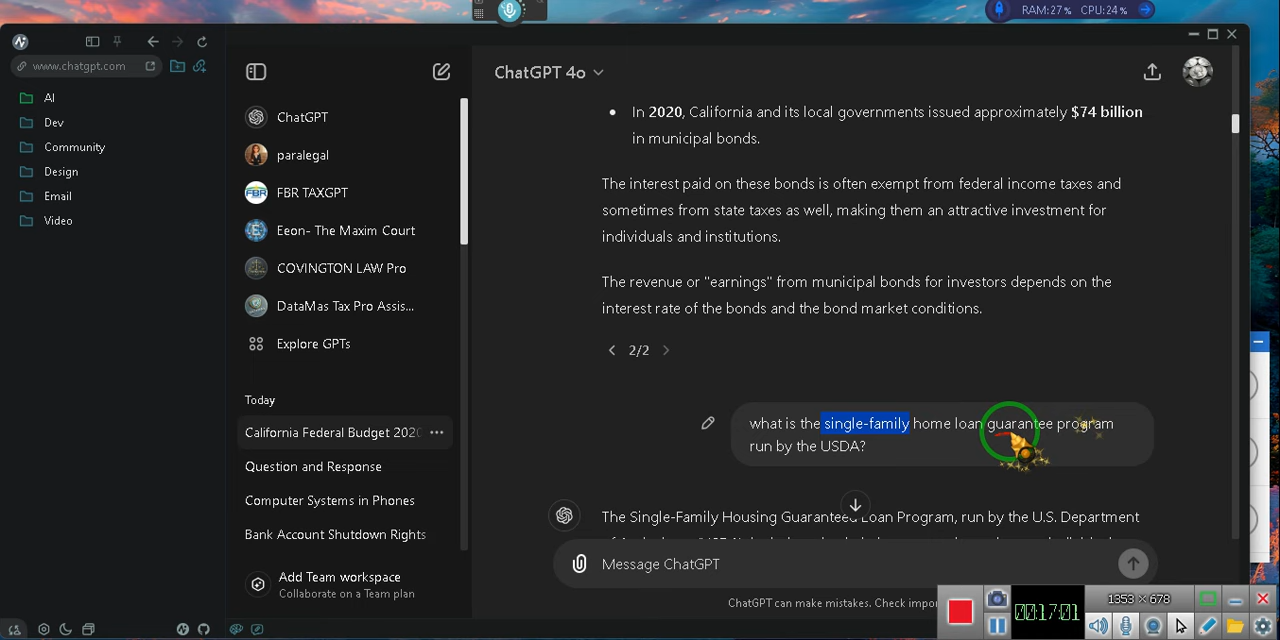 RAM:27% CPU:24%
www.chatgpt.com
AI
Dev
Community
Design
Email
Video
ChatGPT
paralegal
FBR TAXGPT
Eeon- The Maxim Court
COVINGTON LAW Pro
DataMas Tax Pro Assis...
Explore GPTs
Today
California Federal Budget 202
Question and Response
Computer Systems in Phones
Bank Account Shutdown Rights
Add Team workspace
Collaborate on a Team plan
ChatGPT 4o
In 2020, California and its local governments issued approximately $74 billion
in municipal bonds.
The interest paid on these bonds is often exempt from federal income taxes and
sometimes from state taxes as well, making them an attractive investment for
individuals and institutions.
The revenue or "earnings" from municipal bonds for investors depends on the
interest rate of the bonds and the bond market conditions.
2/2
what is the single-family home loan guarantee program
run by the USDA?
The Single-Family Housing Guaranteed Loan Program, run by the U.S. Department
Message ChatGPT
ChatGPT can make mistakes. Check impor
1353 × 678
00:17:01
FBR